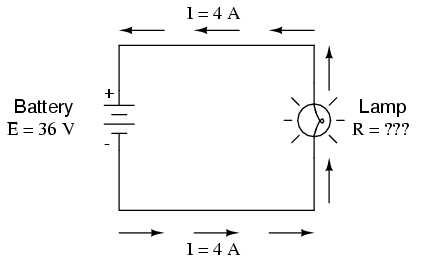 I = 4 A
+
Battery
E = 36 V
-
Lamp
R = ???
I = 4 A